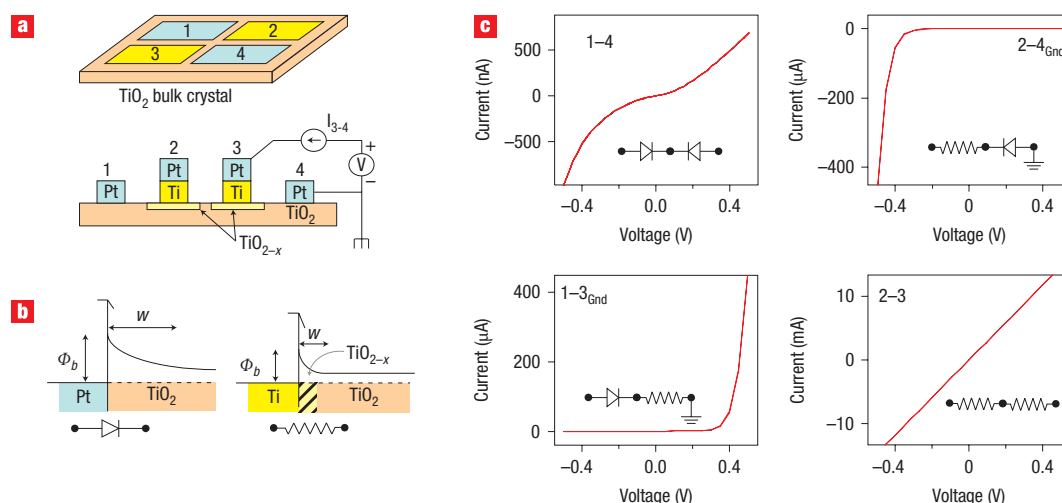 a
1
2
3
4
TiO2 bulk crystal
I3–4
+
V
–
1
2
3
4
Pt
Pt
Pt
Pt
Ti
Ti
TiO2
TiO2–x
b
w
Φb
Pt
TiO2
w
Φb
TiO2–x
Ti
TiO2
c
1–4
Current (nA)
500
0
–500
–0.4
0.0
0.4
Voltage (V)
2–4Gnd
Current (μA)
0
–200
–400
–0.4
0.0
0.4
Voltage (V)
1–3Gnd
Current (μA)
400
200
0
–0.4
0.0
0.4
Voltage (V)
2–3
Current (mA)
10
0
–10
–0.4
0.0
0.4
Voltage (V)